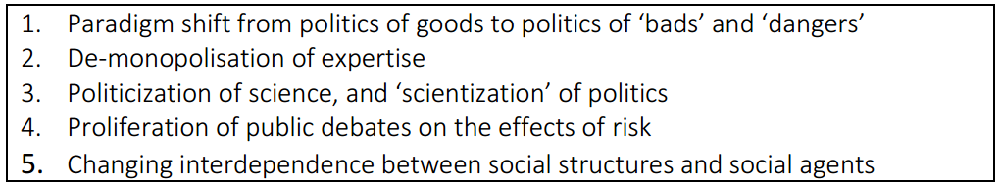 1. Paradigm shift from politics of goods to politics of ‘bads’ and ‘dangers’
2. De-monopolisation of expertise
3. Politicization of science, and ‘scientization’ of politics
4. Proliferation of public debates on the effects of risk
5. Changing interdependence between social structures and social agents